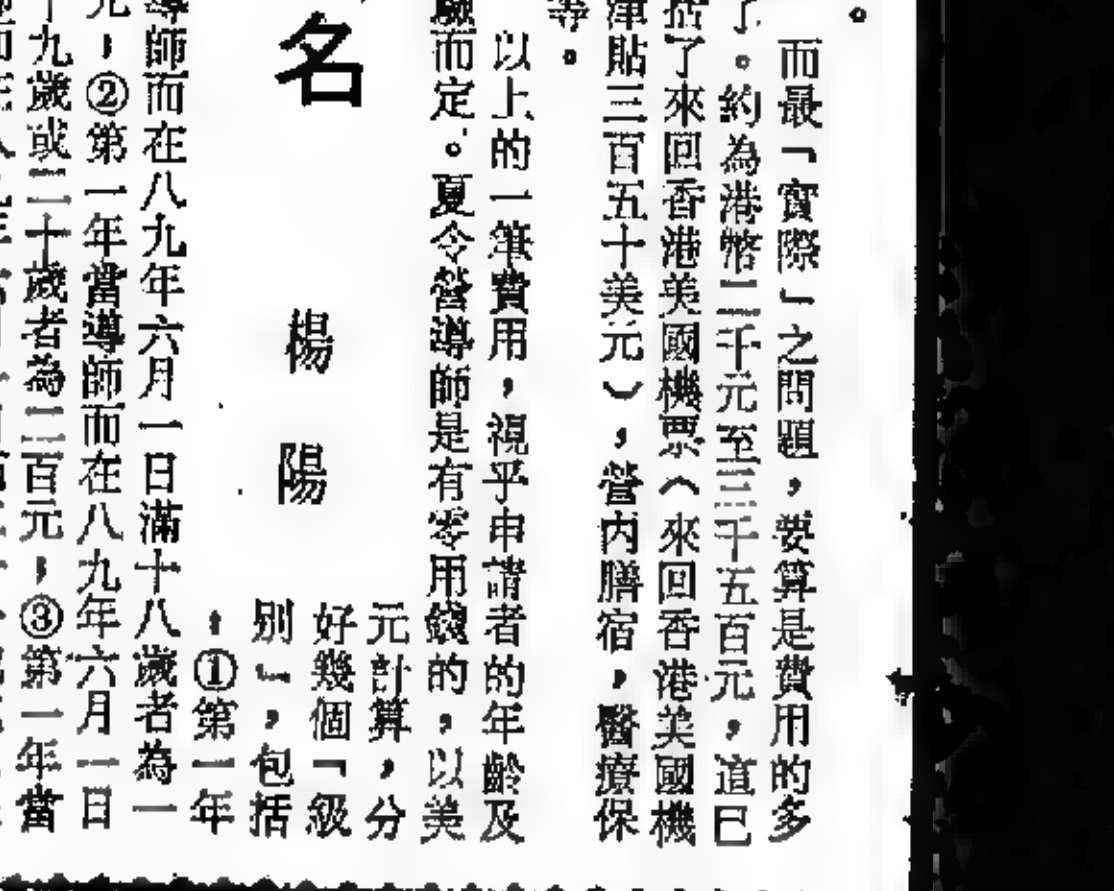 。
而最「實際」之問題，要算是費用的多
了。約為港幣二千元至三千五百元，這已
括了來回香港美國機票（來回香港美國機
津貼三百五十美元），營內膳宿，醫療保
等。
以上的一筆費用，視乎申請者的年齡及
驗而定。夏令營導師是有零用錢的，以美
元計算，分
好幾個「級
別」，包括
：①第一年
名
楊陽
導師而在八九年六月一日滿十八歲者為一
元，②第一年當導師而在八九年六月一日
十九歲或二十歲者為二百元，③第一年當